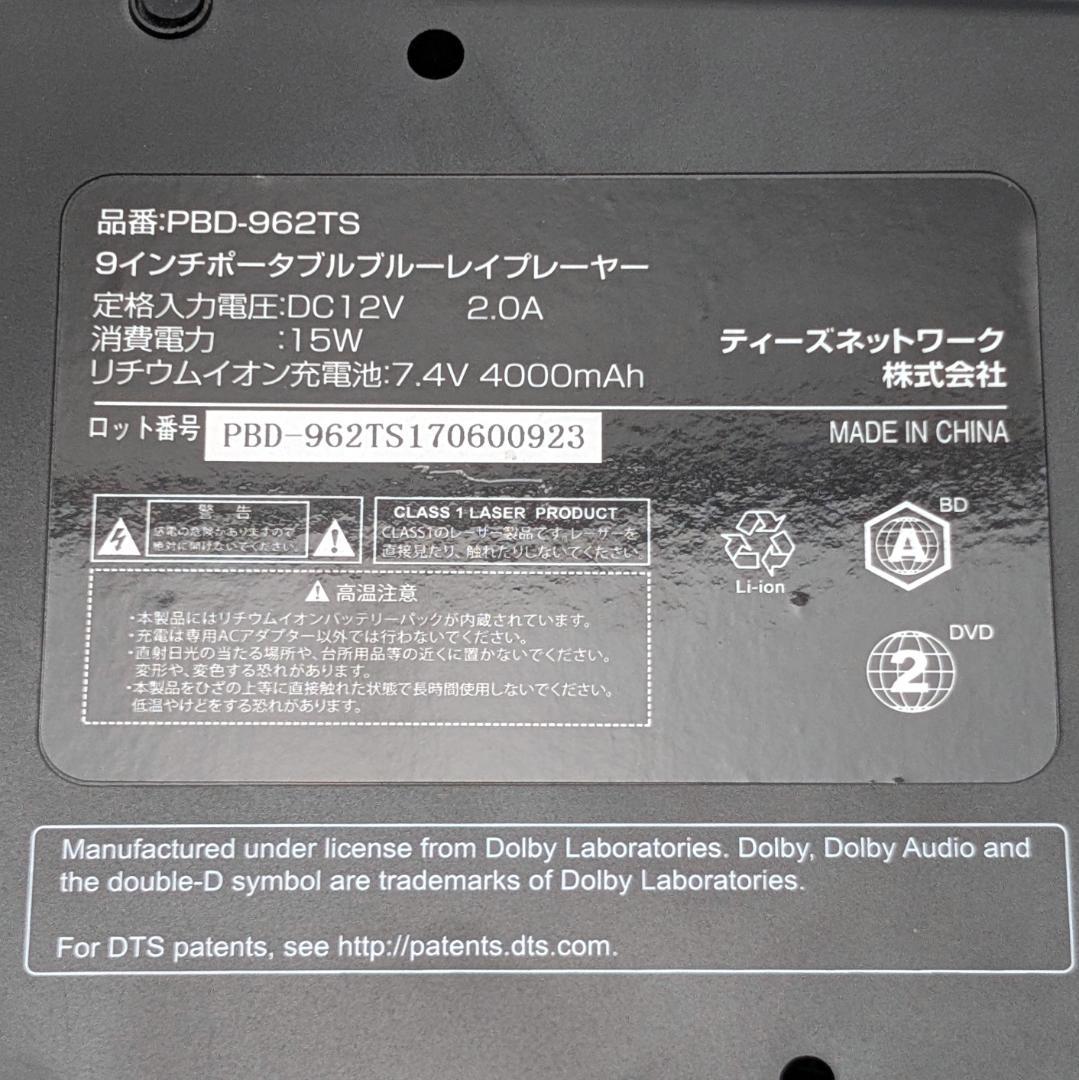 品番:PBD-962TS
9インチポータブルブルーレイプレーヤー
定格入力電圧:DC12V 2.0A
消費電力 :15W
リチウムイオン充電池:7.4V 4000mAh
ティーズネットワーク
株式会社
ロット番号 PBD-962TS170600923
MADE IN CHINA
警告
感電の危険がありますので
絶対に開けないでください。
CLASS 1 LASER PRODUCT
CLASS1のレーザー製品です。レーザーを
直接見たり、触れたりしないでください。
Li-ion
BD
A
高温注意
・本製品にはリチウムイオンバッテリーパックが内蔵されています。
・充電は専用ACアダプター以外では行わないでください。
・直射日光の当たる場所や、台所用品等の近くに置かないでください。
変形や、変色する恐れがあります。
・本製品をひざの上等に直接触れた状態で長時間使用しないでください。
低温やけどをする恐れがあります。
DVD
2
Manufactured under license from Dolby Laboratories. Dolby, Dolby Audio and
the double-D symbol are trademarks of Dolby Laboratories.
For DTS patents, see http://patents.dts.com.